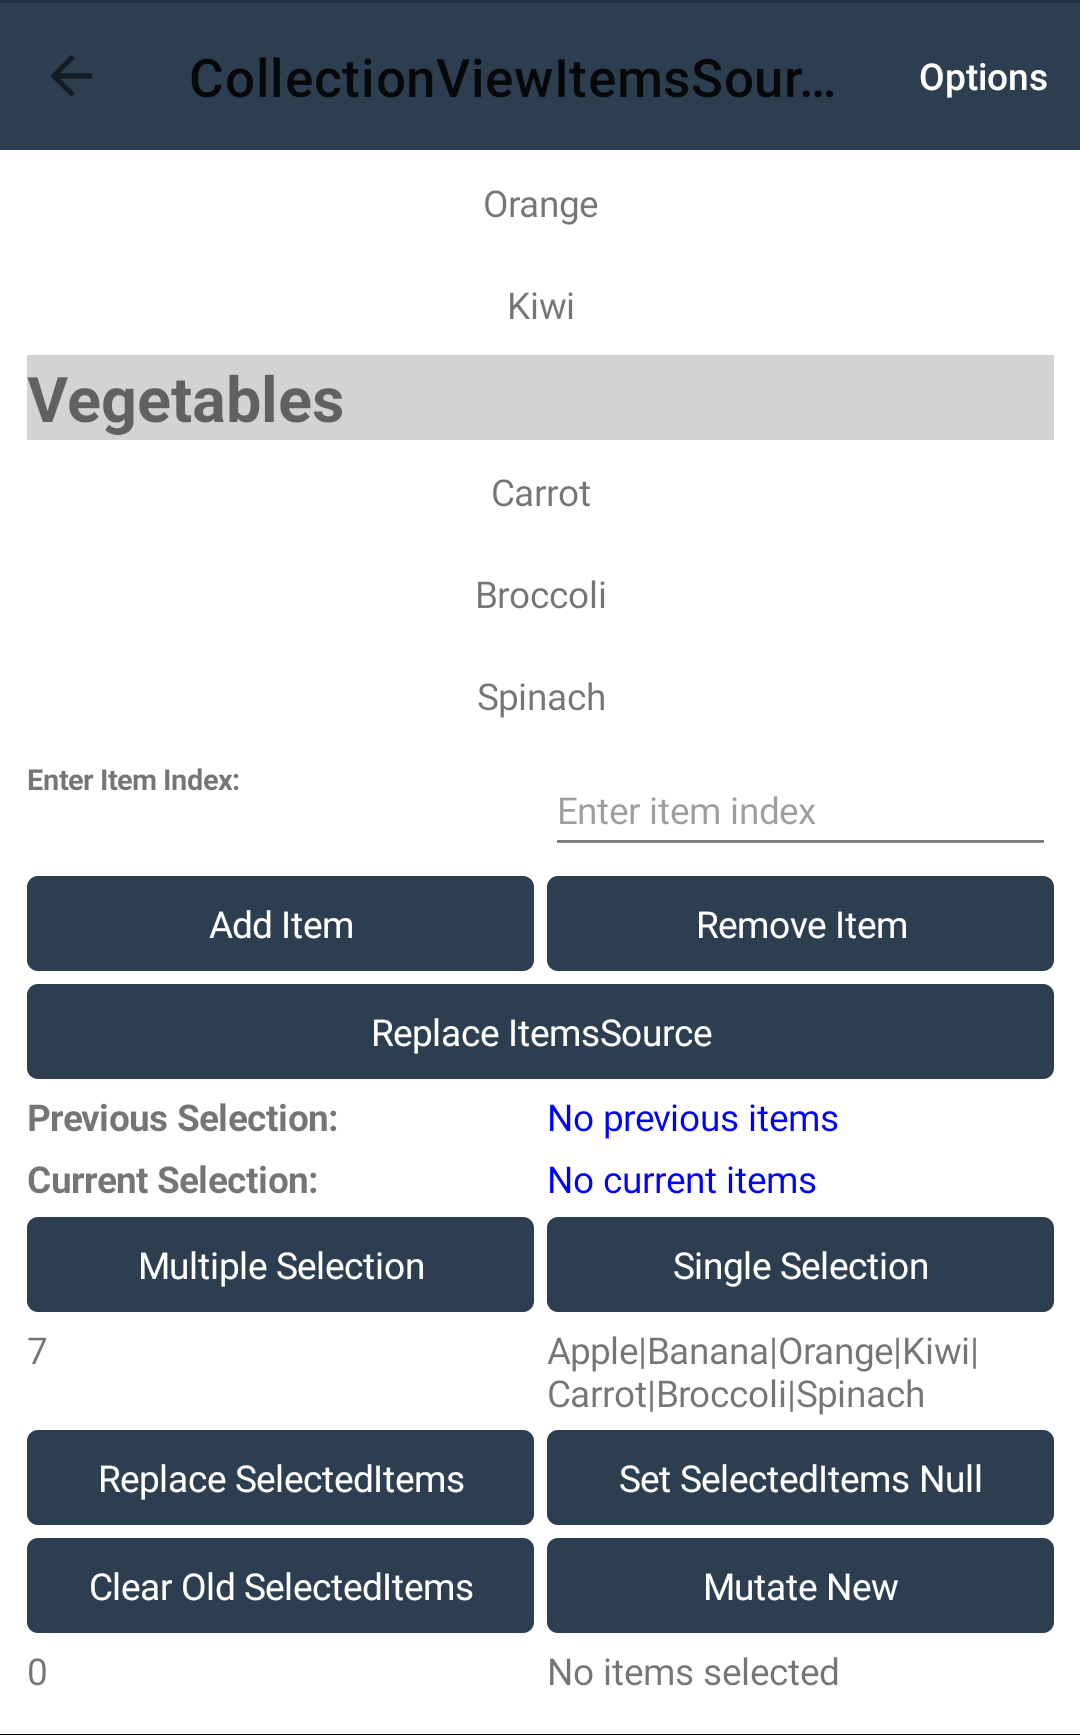 CollectionViewItemsSour...
Options
Orange
Kiwi
Vegetables
Carrot
Broccoli
Spinach
Enter Item Index:
Enter item index
Add Item
Remove Item
Replace ItemsSource
Previous Selection:
No previous items
Current Selection:
No current items
Multiple Selection
Single Selection
7
Apple|Banana|Orange|Kiwi|
Carrot|Broccoli|Spinach
Replace SelectedItems
Set SelectedItems Null
Clear Old SelectedItems
Mutate New
0
No items selected